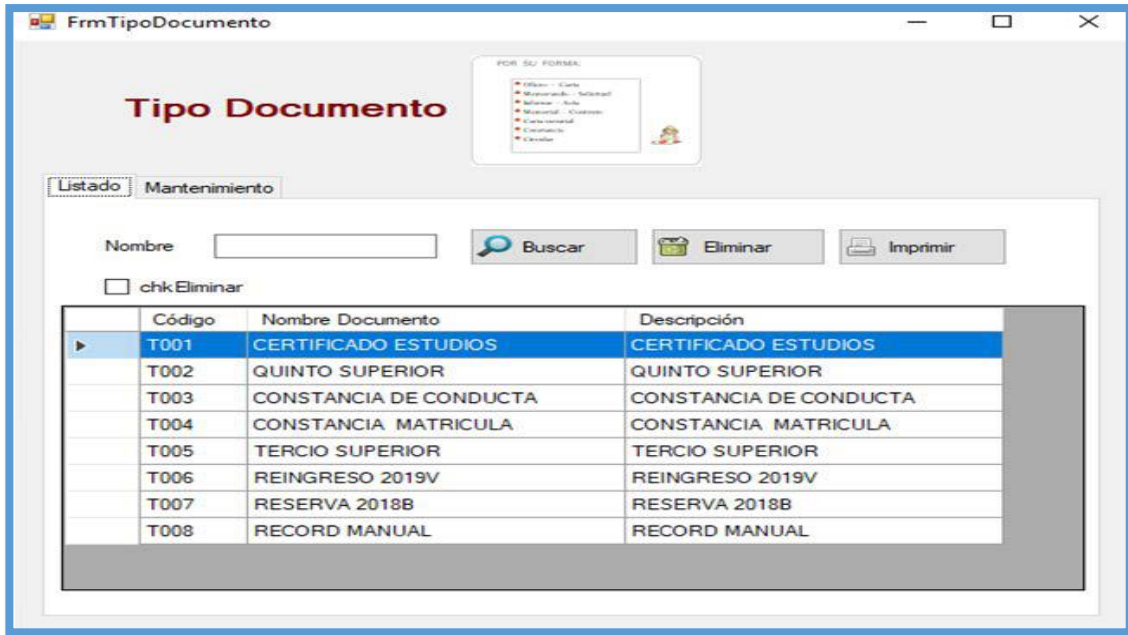 FrmTipoDocumento
POR SU FORMA:
Tipo Documento
Listado Mantenimiento
Nombre Buscar Eliminar Imprimir
chkEliminar
Código Nombre Documento Descripción
T001 CERTIFICADO ESTUDIOS CERTIFICADO ESTUDIOS
T002 QUINTO SUPERIOR QUINTO SUPERIOR
T003 CONSTANCIA DE CONDUCTA CONSTANCIA DE CONDUCTA
T004 CONSTANCIA MATRICULA CONSTANCIA MATRICULA
T005 TERCIO SUPERIOR TERCIO SUPERIOR
T006 REINGRESO 2019V REINGRESO 2019V
T007 RESERVA 2018B RESERVA 2018B
T008 RECORD MANUAL RECORD MANUAL